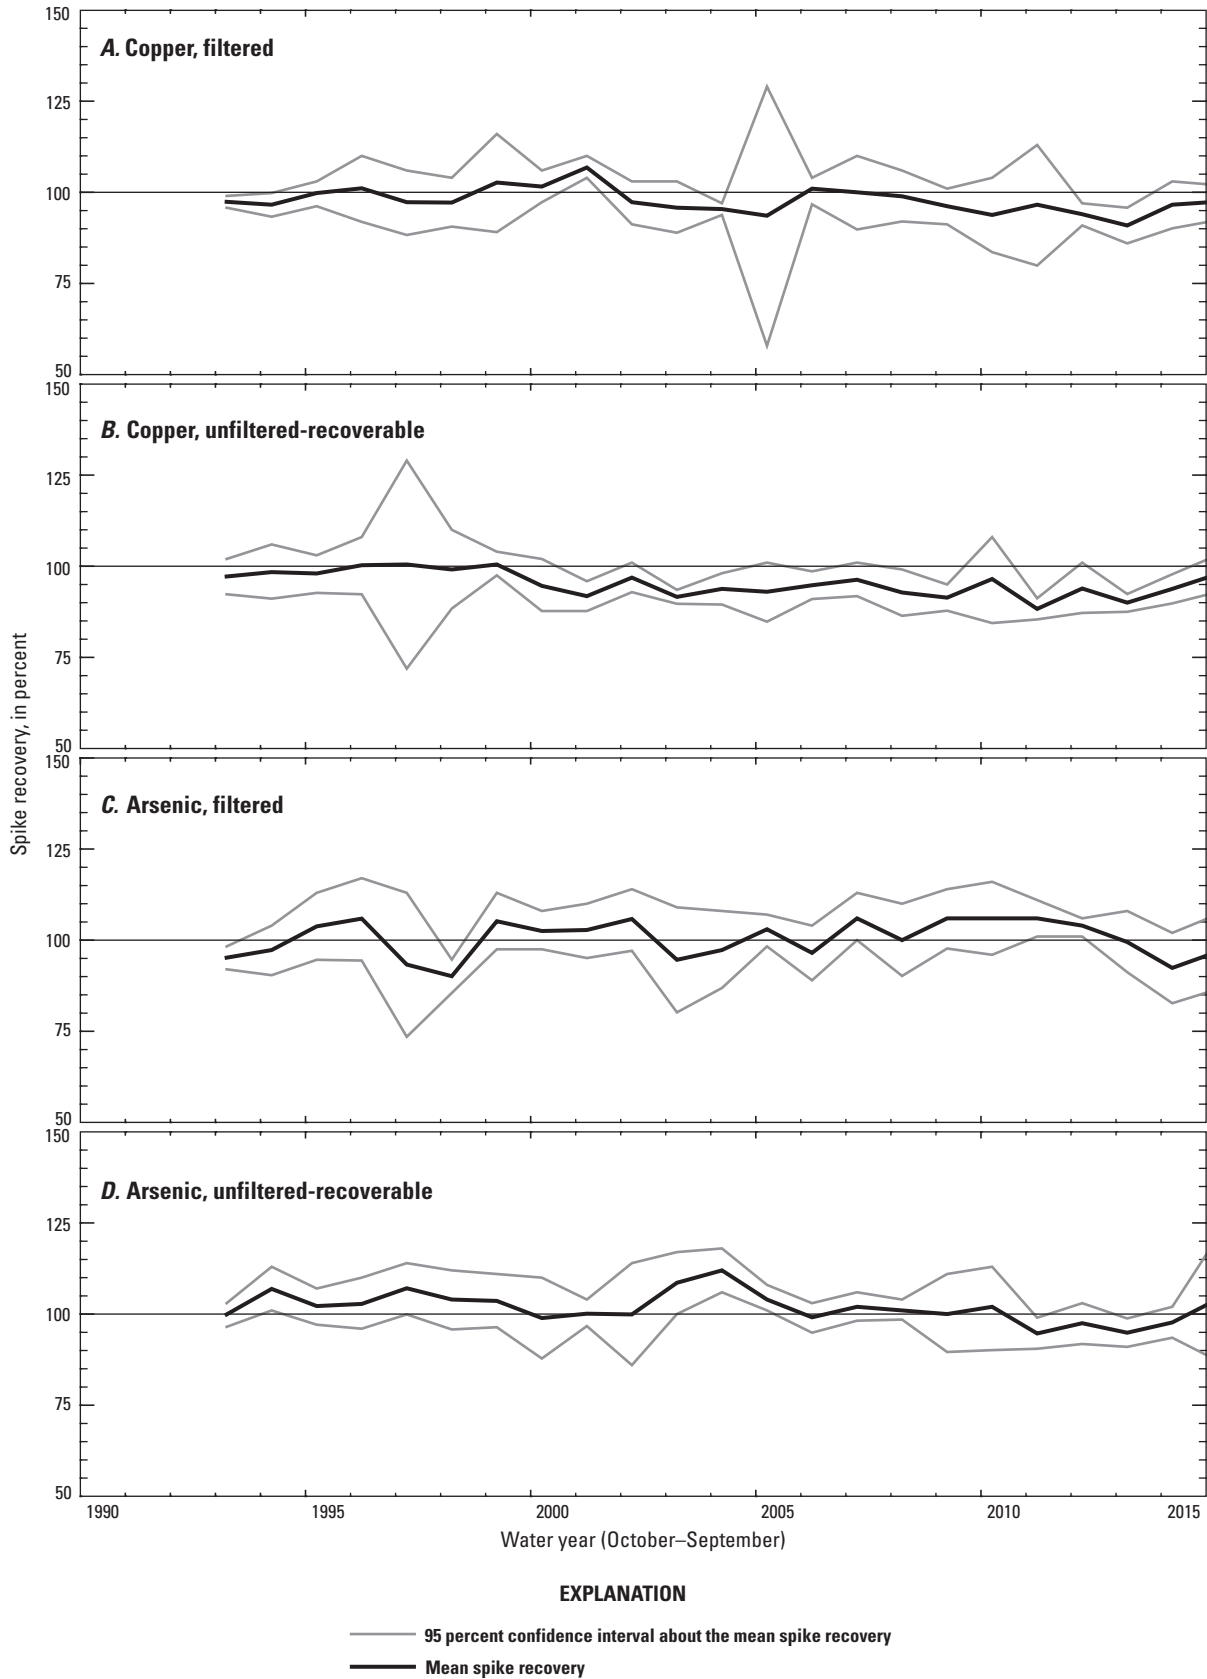 150
A. Copper, filtered
125
100
75
50
150
B. Copper, unfiltered-recoverable
125
100
75
50
Spike recovery, in percent
150
C. Arsenic, filtered
125
100
75
50
150
D. Arsenic, unfiltered-recoverable
125
100
75
50
1990 1995 2000 2005 2010 2015
Water year (October–September)
EXPLANATION
95 percent confidence interval about the mean spike recovery
Mean spike recovery